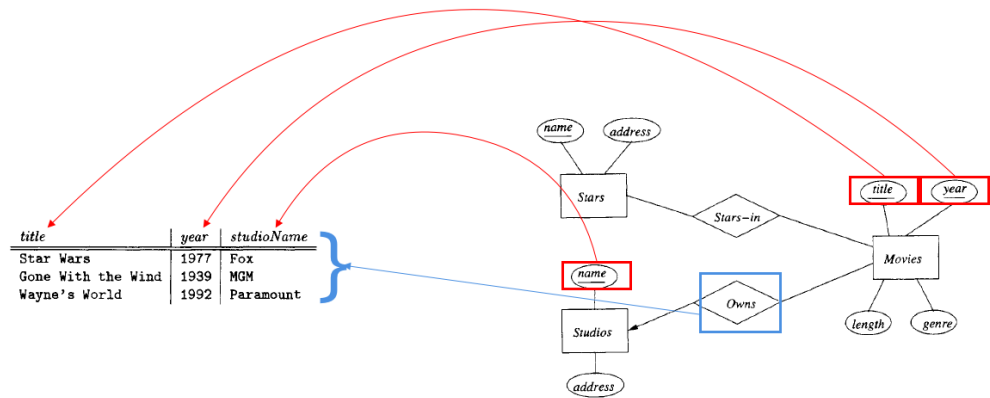 title year studioName
Star Wars 1977 Fox
Gone With the Wind 1939 MGM
Wayne's World 1992 Paramount
name address
Stars
Stars-in
title year
Movies
length genre
name
Owns
Studios
address